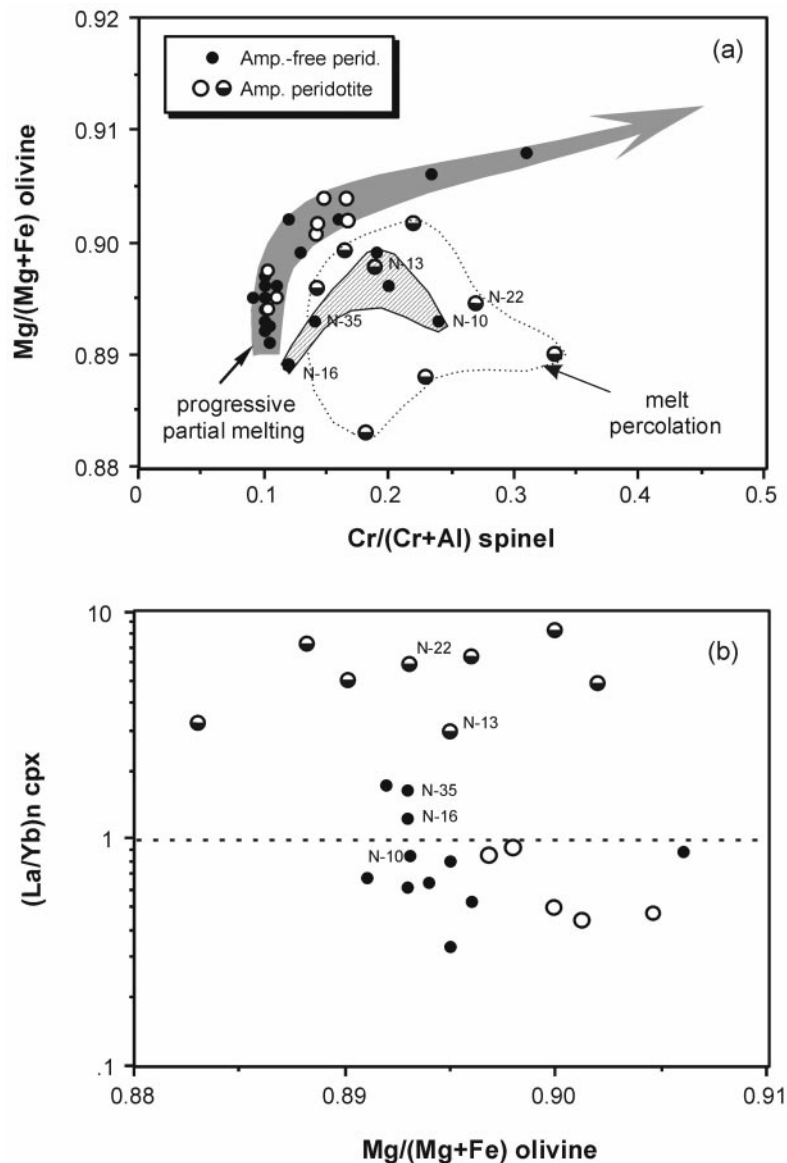 0.92
Amp.-free perid.
(a)
Amp. peridotite
0.91
0.90
N-13
N-22
N-35
N-10
0.89
N-16
progressive
partial melting
melt
percolation
0.88
0
0.1
0.2
0.3
0.4
0.5
Mg/(Mg+Fe) olivine
Cr/(Cr+Al) spinel
10
(b)
N-22
N-13
N-35
N-16
1
N-10
.1
0.88
0.89
0.90
0.91
(La/Yb)n cpx
Mg/(Mg+Fe) olivine